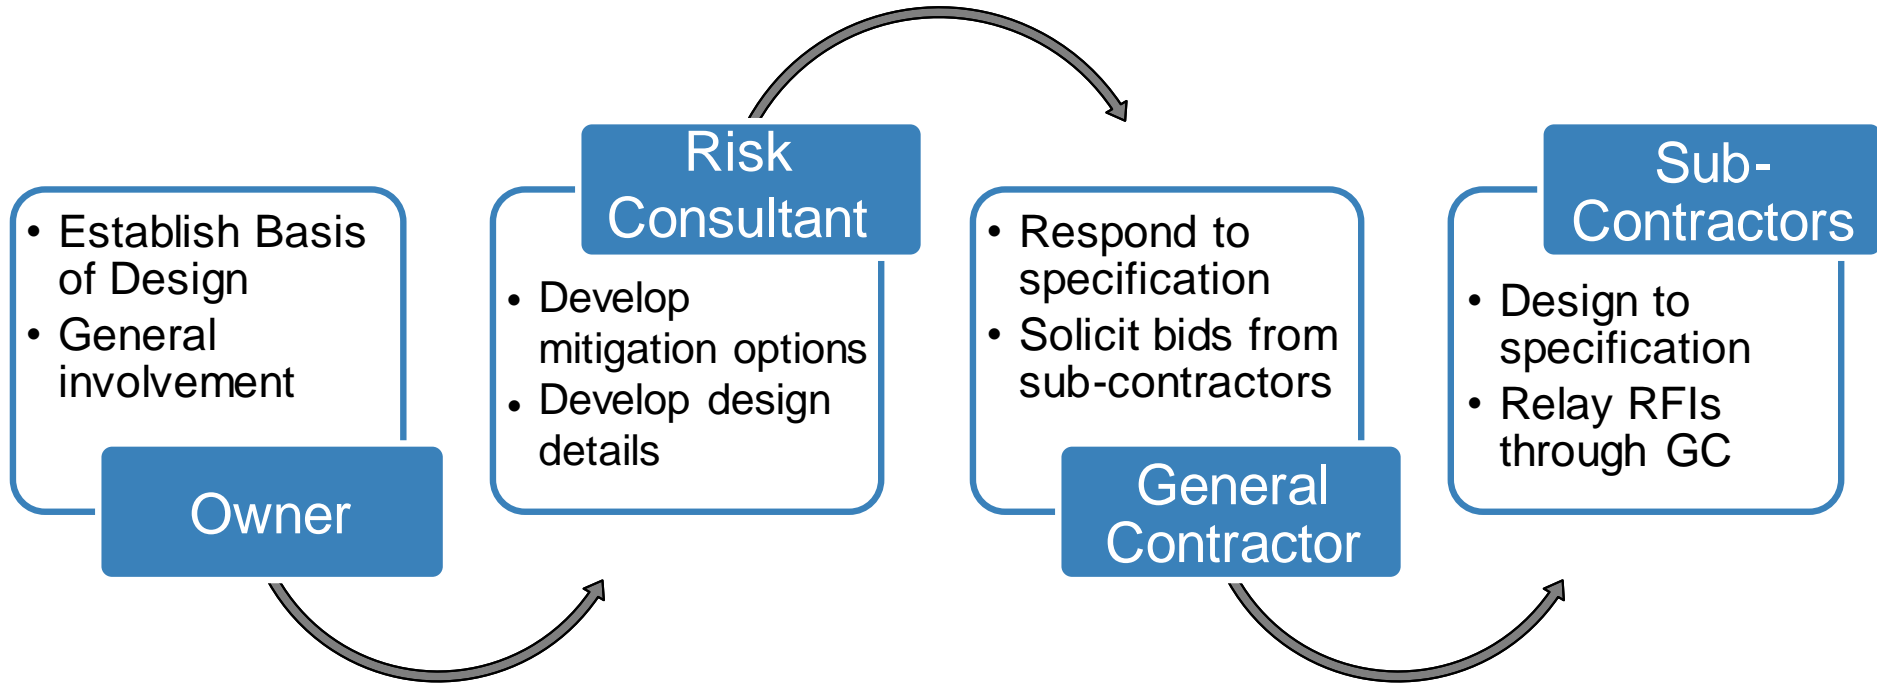 • Establish Basis
of Design
• General
involvement
Owner
Risk
Consultant
• Develop
mitigation options
• Develop design
details
• Respond to
specification
• Solicit bids from
sub-contractors
General
Contractor
Sub-
Contractors
• Design to
specification
• Relay RFIs
through GC